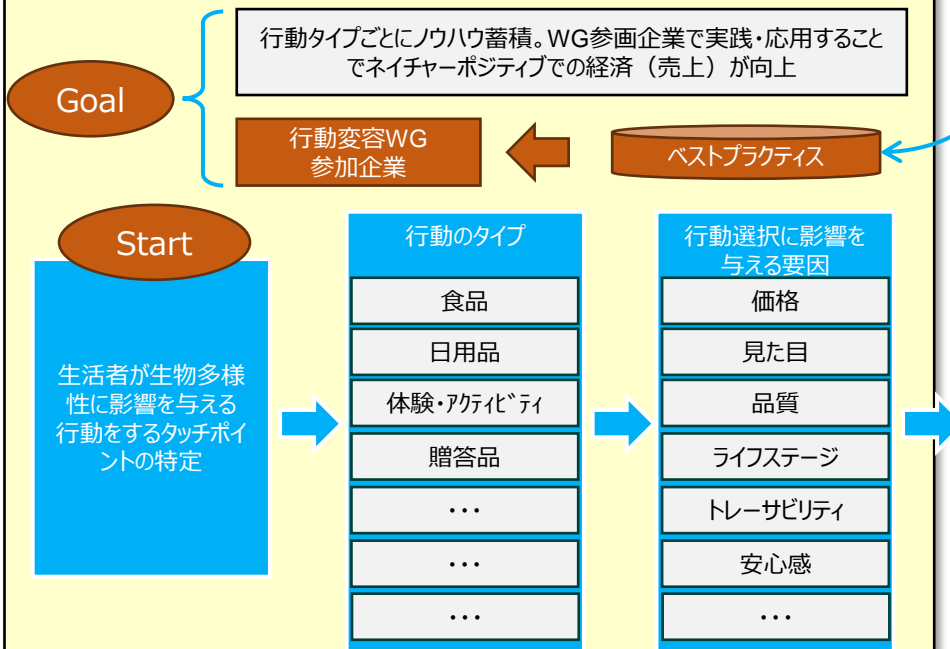 行動タイプごとにノウハウ蓄積。WG参画企業で実践・応用すること
でネイチャーポジティブでの経済（売上）が向上
Goal
行動変容WG
参加企業
ベストプラクティス
Start
生活者が生物多様
性に影響を与える
行動をするタッチポイ
ントの特定
行動のタイプ
食品
日用品
体験・ｱｸﾃｨﾋﾞﾃｨ
贈答品
・・・
・・・
・・・
行動選択に影響を
与える要因
価格
見た目
品質
ライフステージ
トレーサビリティ
安心感
・・・